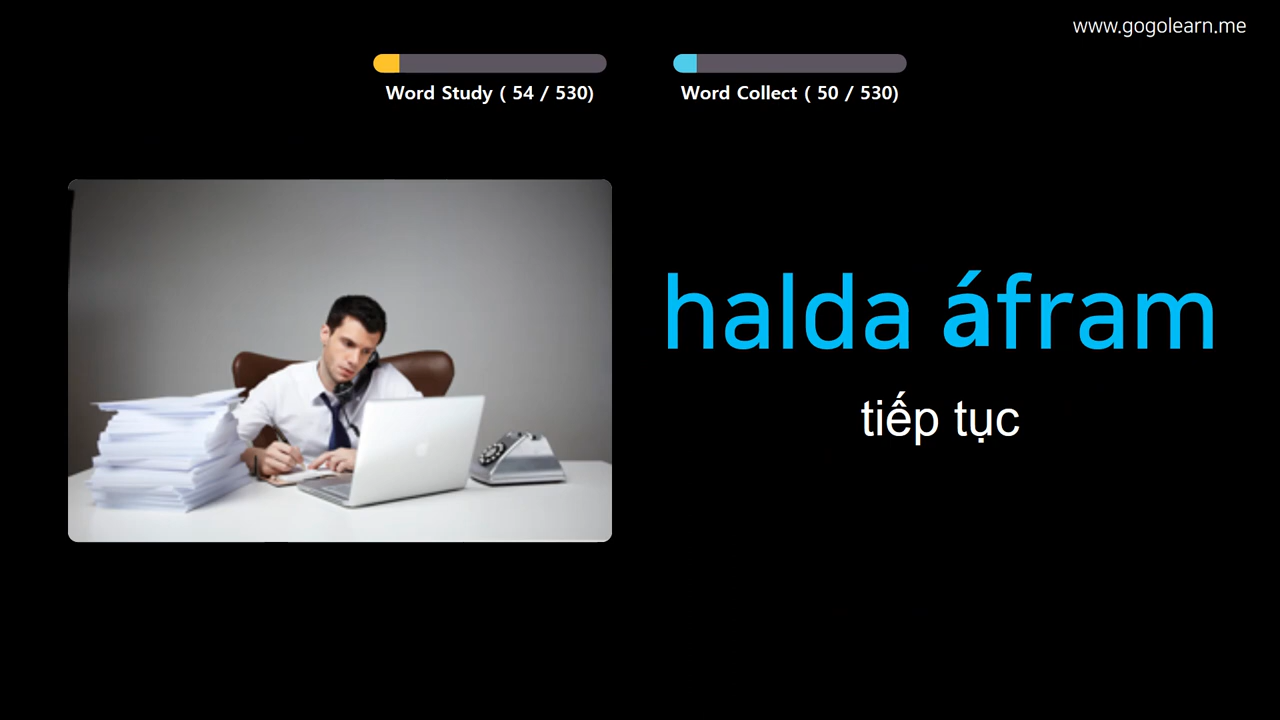 www.gogolearn.me
Word Study ( 54 / 530)
Word Collect ( 50 / 530)
halda áfram
tiếp tục